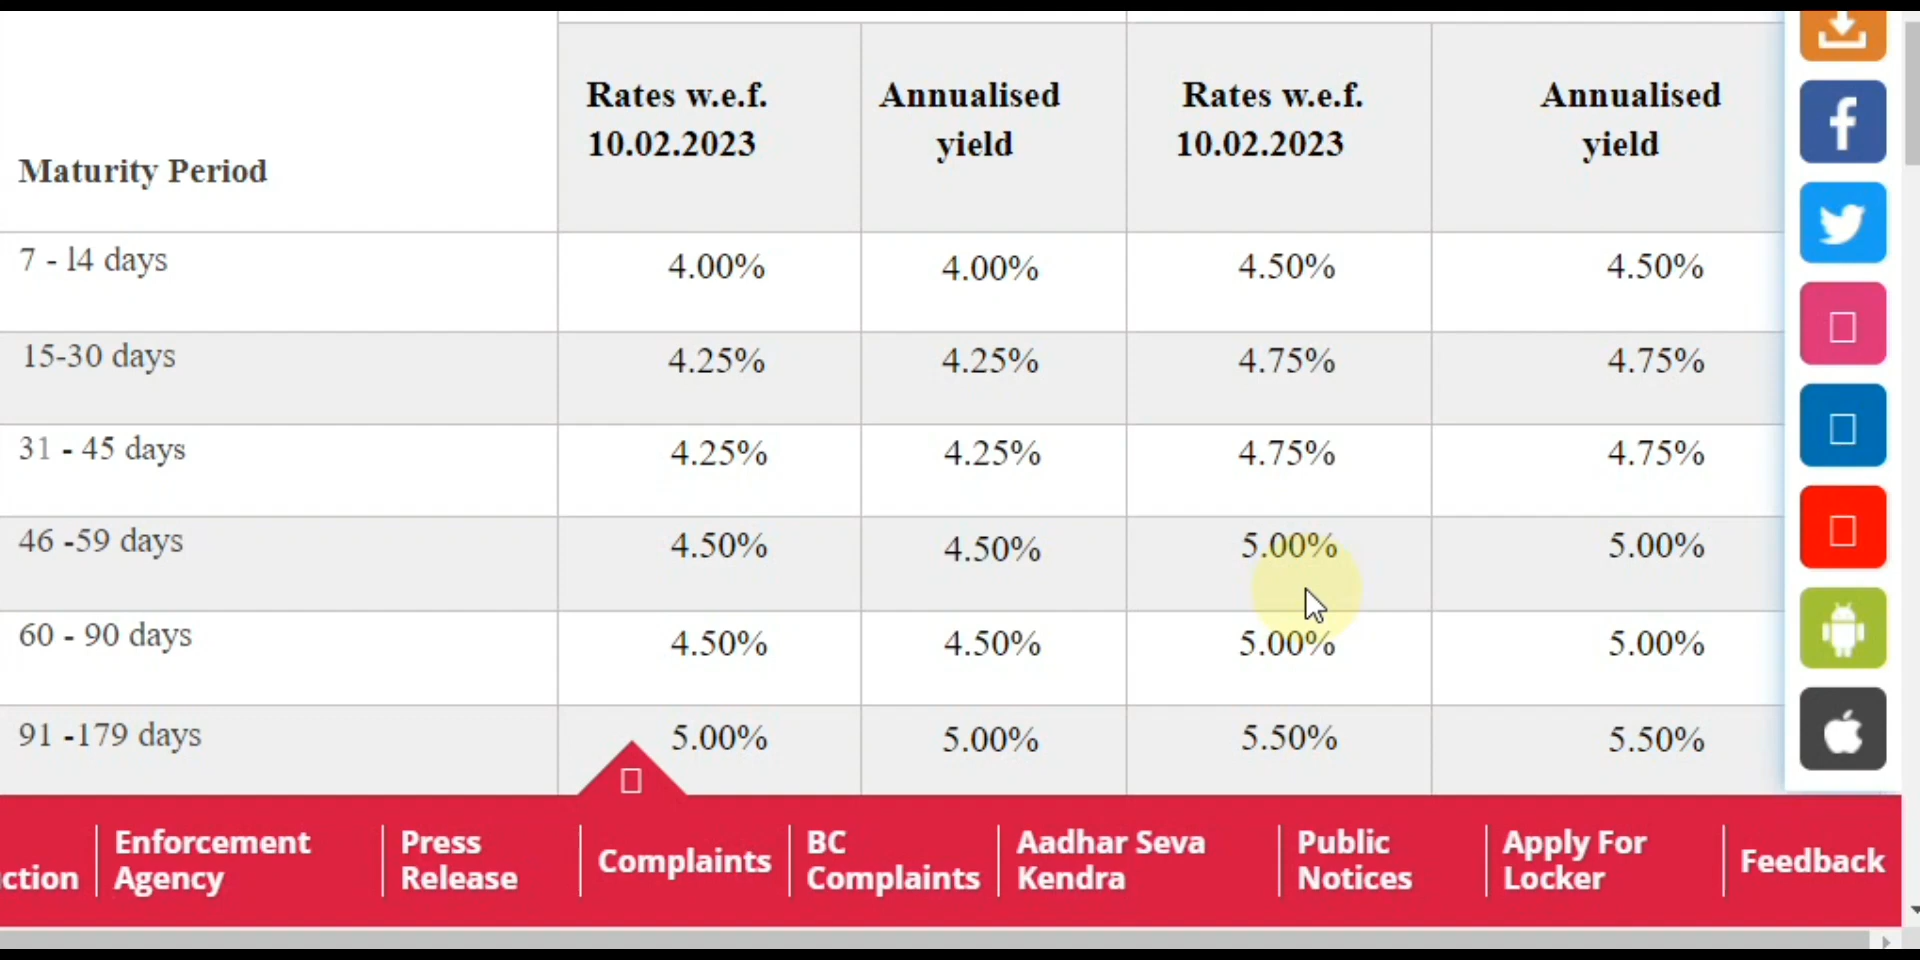 Maturity Period
Rates w.e.f.
10.02.2023
Annualised
yield
Rates w.e.f.
10.02.2023
Annualised
yield
7 - l4 days 4.00% 4.00% 4.50% 4.50%
15-30 days 4.25% 4.25% 4.75% 4.75%
31 - 45 days 4.25% 4.25% 4.75% 4.75%
46 -59 days 4.50% 4.50% 5.00% 5.00%
60 - 90 days 4.50% 4.50% 5.00% 5.00%
91 -179 days 5.00% 5.00% 5.50% 5.50%
ction
Enforcement
Agency
Press
Release
Complaints
BC
Complaints
Aadhar Seva
Kendra
Public
Notices
Apply For
Locker
Feedback